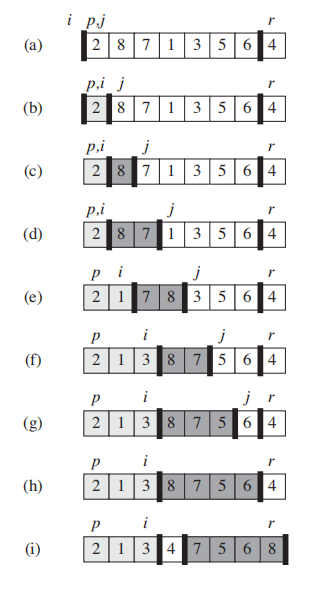 i p,j r
(a) 2 8 7 1 3 5 6 4
p,i j r
(b) 2 8 7 1 3 5 6 4
p,i j r
(c) 2 8 7 1 3 5 6 4
p,i j r
(d) 2 8 7 1 3 5 6 4
p i j r
(e) 2 1 7 8 3 5 6 4
p i j r
(f) 2 1 3 8 7 5 6 4
p i j r
(g) 2 1 3 8 7 5 6 4
p i r
(h) 2 1 3 8 7 5 6 4
p i r
(i) 2 1 3 4 7 5 6 8